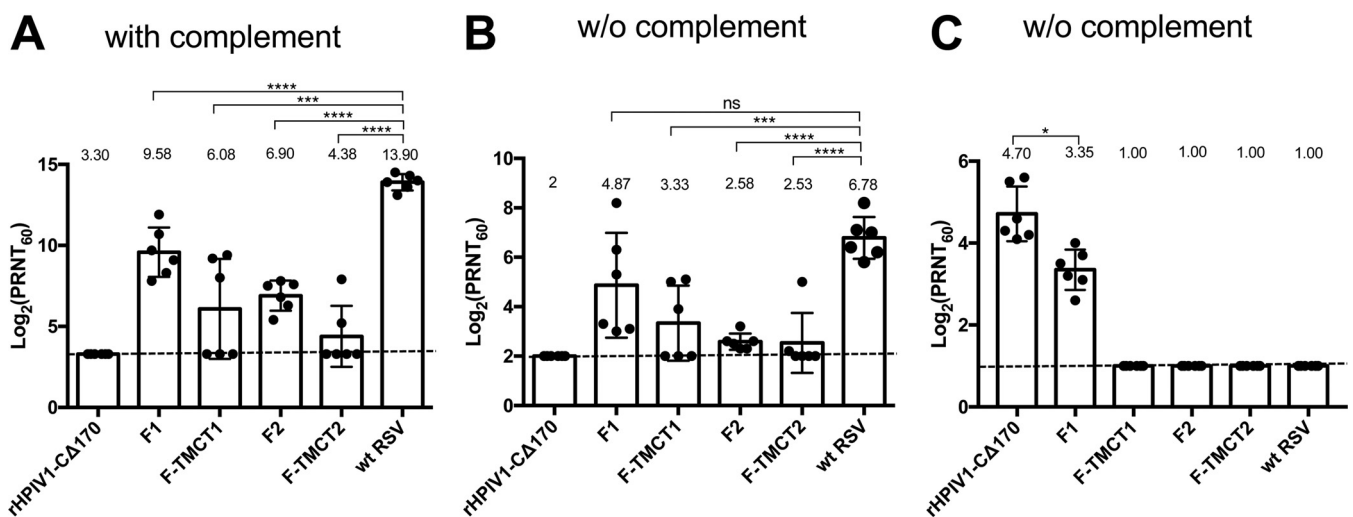 A with complement
****
***
****
****
3.30 9.58 6.08 6.90 4.38 13.90
15
10
5
0
Log2(PRNT60)
rHPIV1-CΔ170 F1 F-TMCT1 F2 F-TMCT2 wt RSV
B w/o complement
ns
***
****
****
2 4.87 3.33 2.58 2.53 6.78
10
8
6
4
2
0
Log2(PRNT60)
rHPIV1-CΔ170 F1 F-TMCT1 F2 F-TMCT2 wt RSV
C w/o complement
*
4.70 3.35 1.00 1.00 1.00 1.00
6
4
2
0
Log2(PRNT60)
rHPIV1-CΔ170 F1 F-TMCT1 F2 F-TMCT2 wt RSV